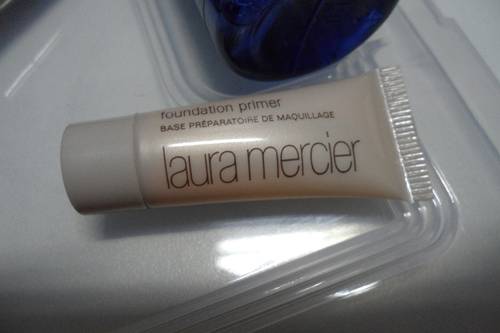 foundation primer
BASE PRÉPARATOIRE DE MAQUILLAGE
laura mercier